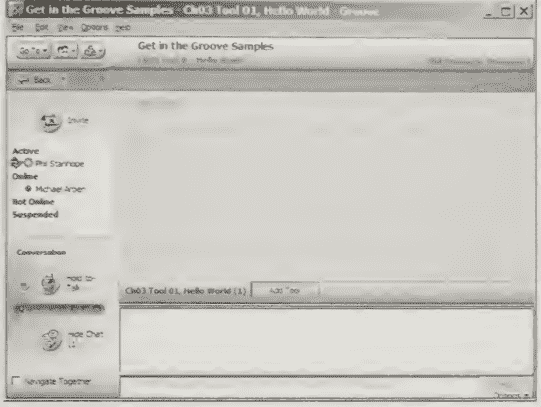 Get in the Groove Samples - Ch03 Tool 01, Hello World - Groove
File Edit View Options Help
Go To
Get in the Groove Samples
Back
Invite
Active
Phil Stanhope
Online
Michael
Not Online
Suspended
Conversation
Hold to
Talk
Ch03 Tool 01, Hello World (1) Add Tool
Hide Chat
Navigate Together